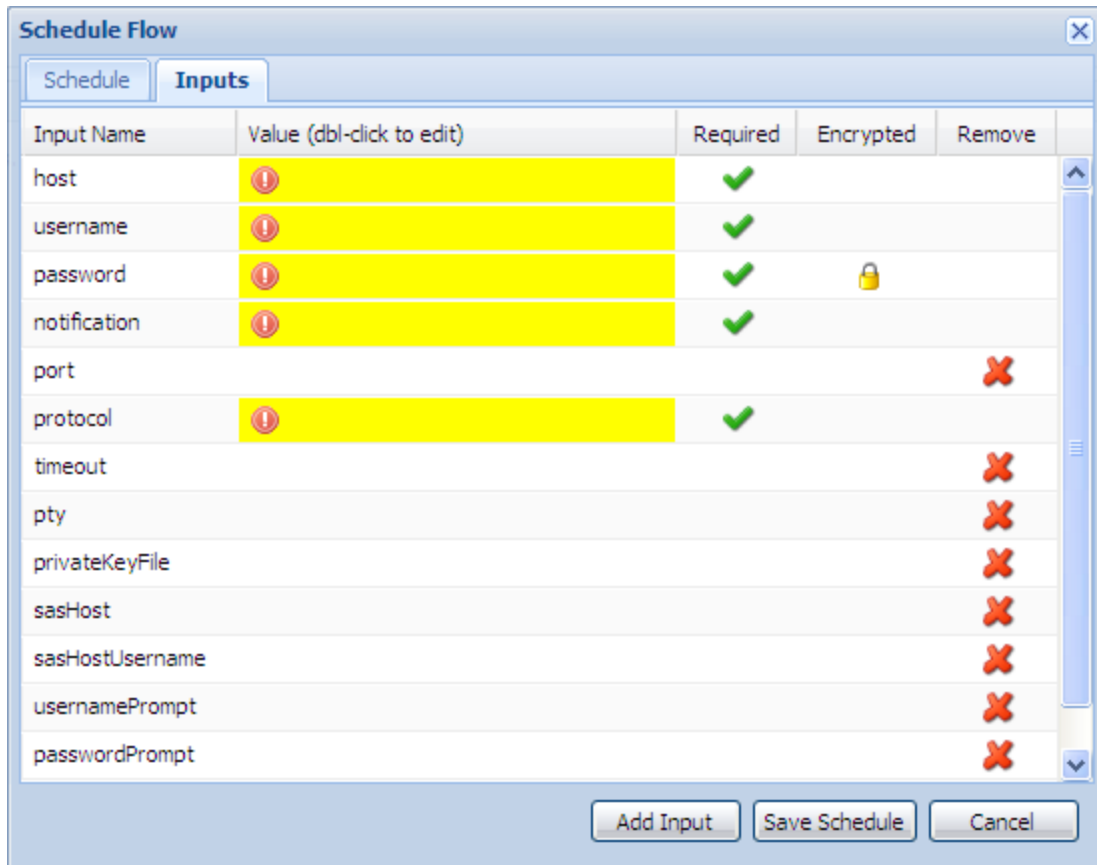 Schedule Flow
Schedule Inputs
Input Name Value (dbl-click to edit) Required Encrypted Remove
host
username
password
notification
port
protocol
timeout
pty
privateKeyFile
sasHost
sasHostUsername
usernamePrompt
passwordPrompt
Add Input Save Schedule Cancel